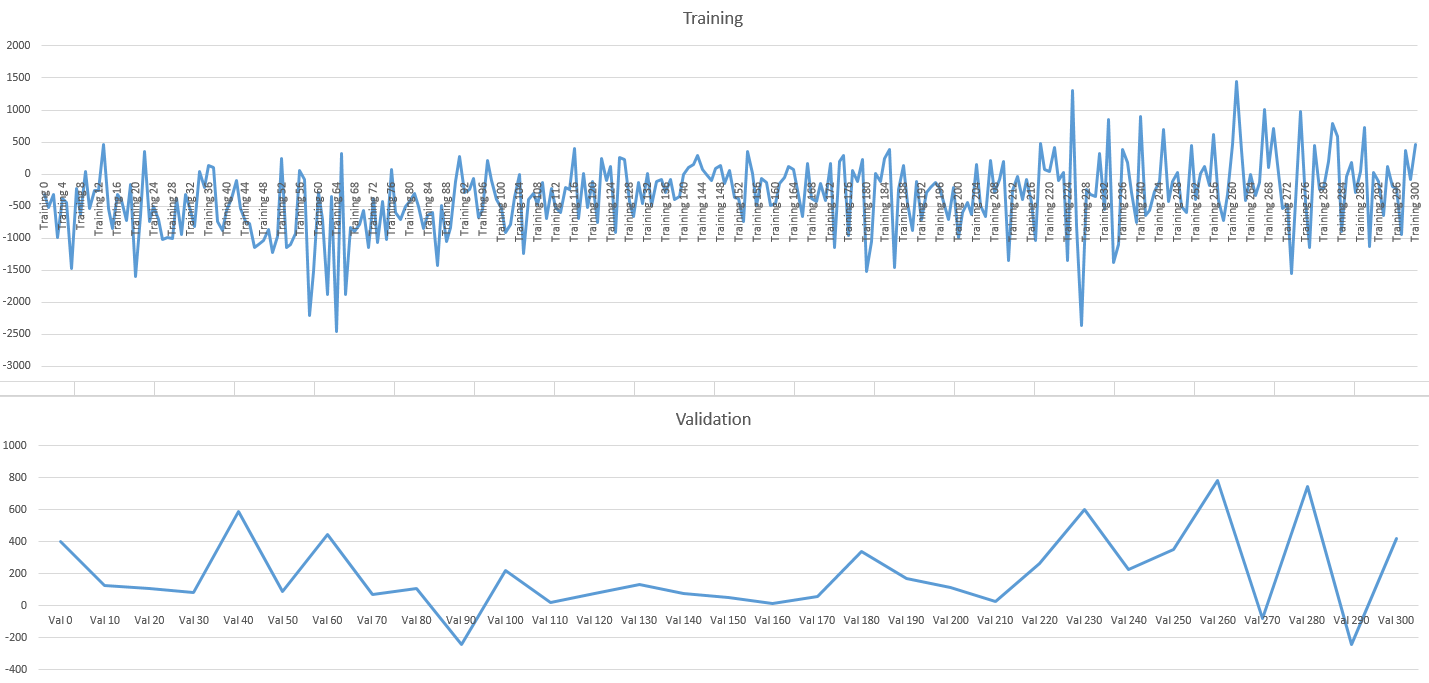 Training
2000
1500
1000
500
0
-500
-1000
-1500
-2000
-2500
-3000
Training 0
Training 4
Training 8
Training 12
Training 16
Training 20
Training 24
Training 28
Training 32
Training 36
Training 40
Training 44
Training 48
Training 52
Training 56
Training 60
Training 64
Training 68
Training 72
Training 76
Training 80
Training 84
Training 88
Training 92
Training 96
Training 100
Training 104
Training 108
Training 112
Training 116
Training 120
Training 124
Training 128
Training 132
Training 136
Training 140
Training 144
Training 148
Training 152
Training 156
Training 160
Training 164
Training 168
Training 172
Training 176
Training 180
Training 184
Training 188
Training 192
Training 196
Training 200
Training 204
Training 208
Training 212
Training 216
Training 220
Training 224
Training 228
Training 232
Training 236
Training 240
Training 244
Training 248
Training 252
Training 256
Training 260
Training 264
Training 268
Training 272
Training 276
Training 280
Training 284
Training 288
Training 292
Training 296
Training 300
Validation
1000
800
600
400
200
0
-200
-400
Val 0
Val 10
Val 20
Val 30
Val 40
Val 50
Val 60
Val 70
Val 80
Val 90
Val 100
Val 110
Val 120
Val 130
Val 140
Val 150
Val 160
Val 170
Val 180
Val 190
Val 200
Val 210
Val 220
Val 230
Val 240
Val 250
Val 260
Val 270
Val 280
Val 290
Val 300